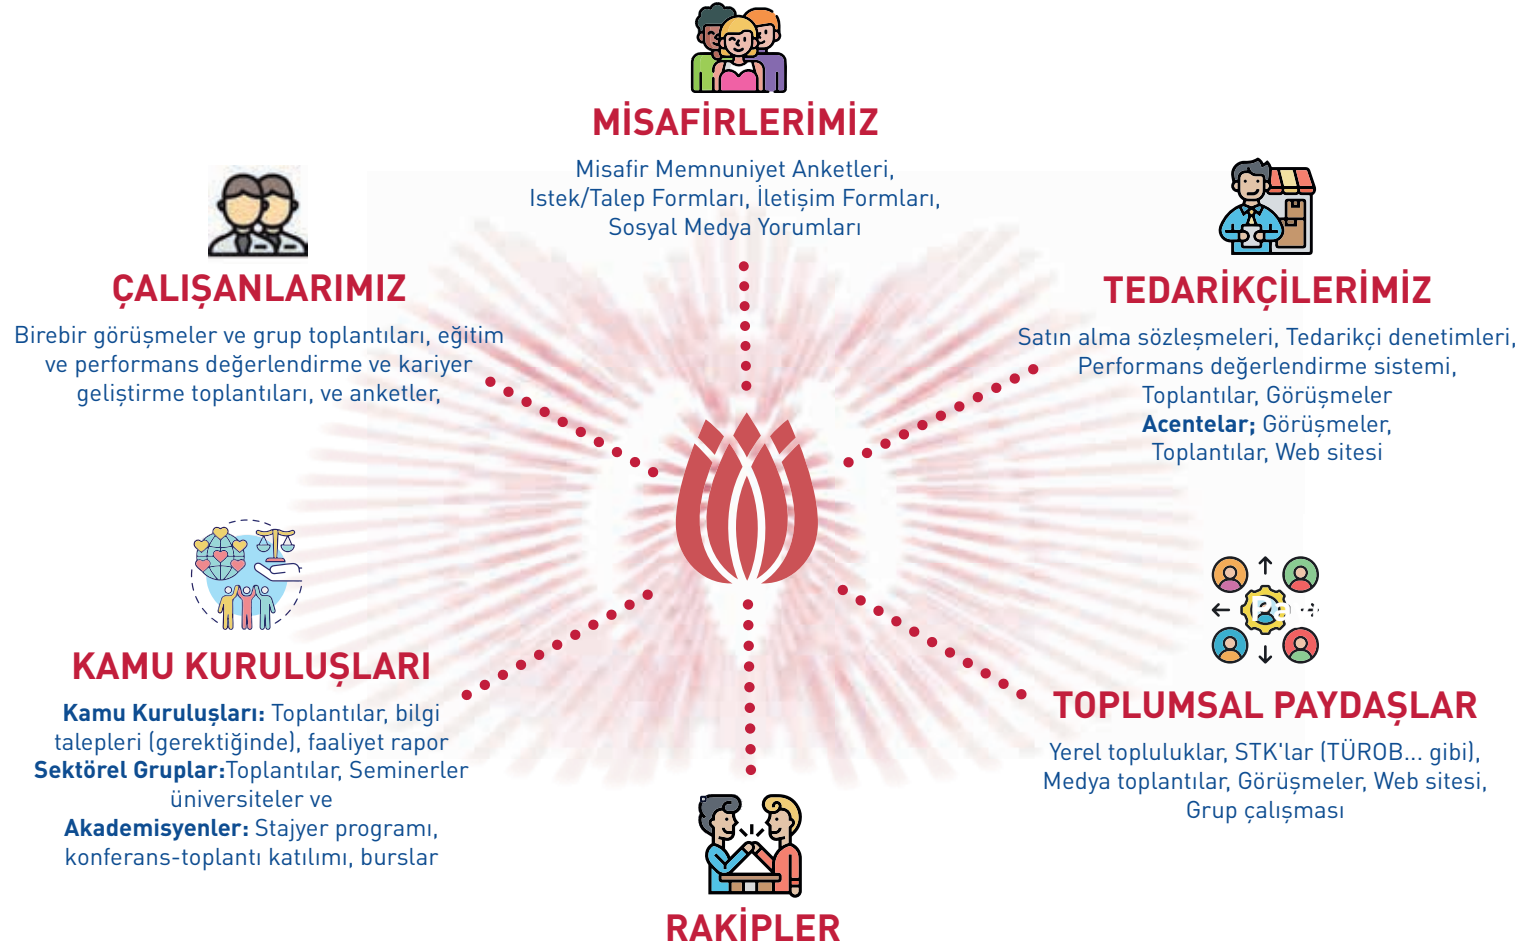 MİSAFİRLERİMİZ
Misafir Memnuniyet Anketleri,
Istek/Talep Formları, İletişim Formları,
Sosyal Medya Yorumları
ÇALIŞANLARIMIZ
Birebir görüşmeler ve grup toplantıları, eğitim
ve performans değerlendirme ve kariyer
geliştirme toplantıları, ve anketler,
TEDARİKÇİLERİMİZ
Satın alma sözleşmeleri, Tedarikçi denetimleri,
Performans değerlendirme sistemi,
Toplantılar, Görüşmeler
Acentelar; Görüşmeler,
Toplantılar, Web sitesi
KAMU KURULUŞLARI
Kamu Kuruluşları: Toplantılar, bilgi
talepleri (gerektiğinde), faaliyet rapor
Sektörel Gruplar:Toplantılar, Seminerler
üniversiteler ve
Akademisyenler: Stajyer programı,
konferans-toplantı katılımı, burslar
TOPLUMSAL PAYDAŞLAR
Yerel topluluklar, STK'lar (TÜROB... gibi),
Medya toplantılar, Görüşmeler, Web sitesi,
Grup çalışması
RAKİPLER